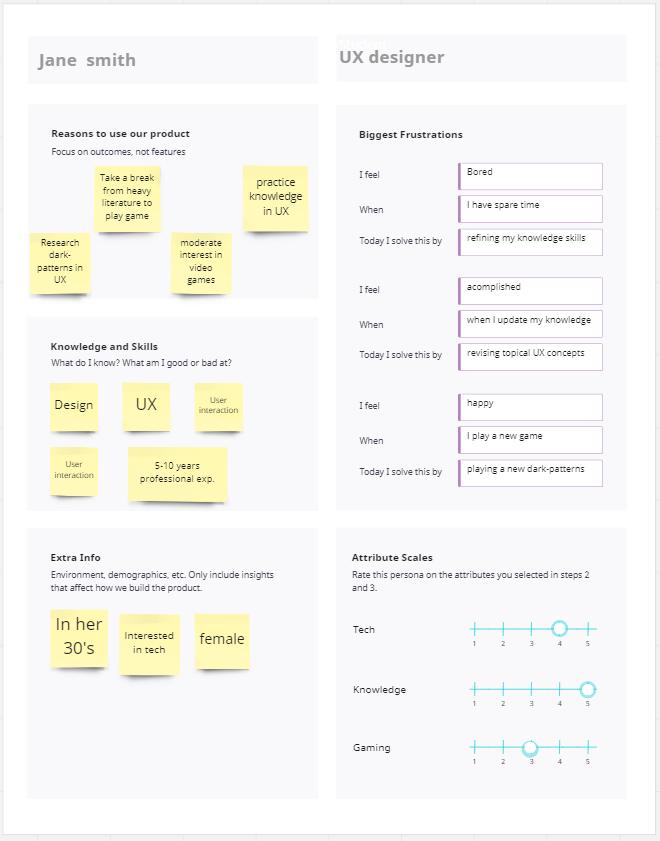 Jane  smith
UX designer
Reasons to use our product
Focus on outcomes, not features
Take a break
from heavy
literature to
play game
practice
knowledge
in UX
Research
dark-
patterns in
UX
moderate
interest in
video
games
Knowledge and Skills
What do I know? What am I good or bad at?
Design
UX
User
interaction
User
interaction
5-10 years
professional exp.
Extra Info
Environment, demographics, etc. Only include insights
that affect how we build the product.
In her
30's
Interested
in tech
female
Biggest Frustrations
I feel
Bored
When
I have spare time
Today I solve this by
refining my knowledge skills
I feel
acomplished
When
when I update my knowledge
Today I solve this by
revising topical UX concepts
I feel
happy
When
I play a new game
Today I solve this by
playing a new dark-patterns
Attribute Scales
Rate this persona on the attributes you selected in steps 2
and 3.
Tech
1 2 3 4 5
Knowledge
1 2 3 4 5
Gaming
1 2 3 4 5